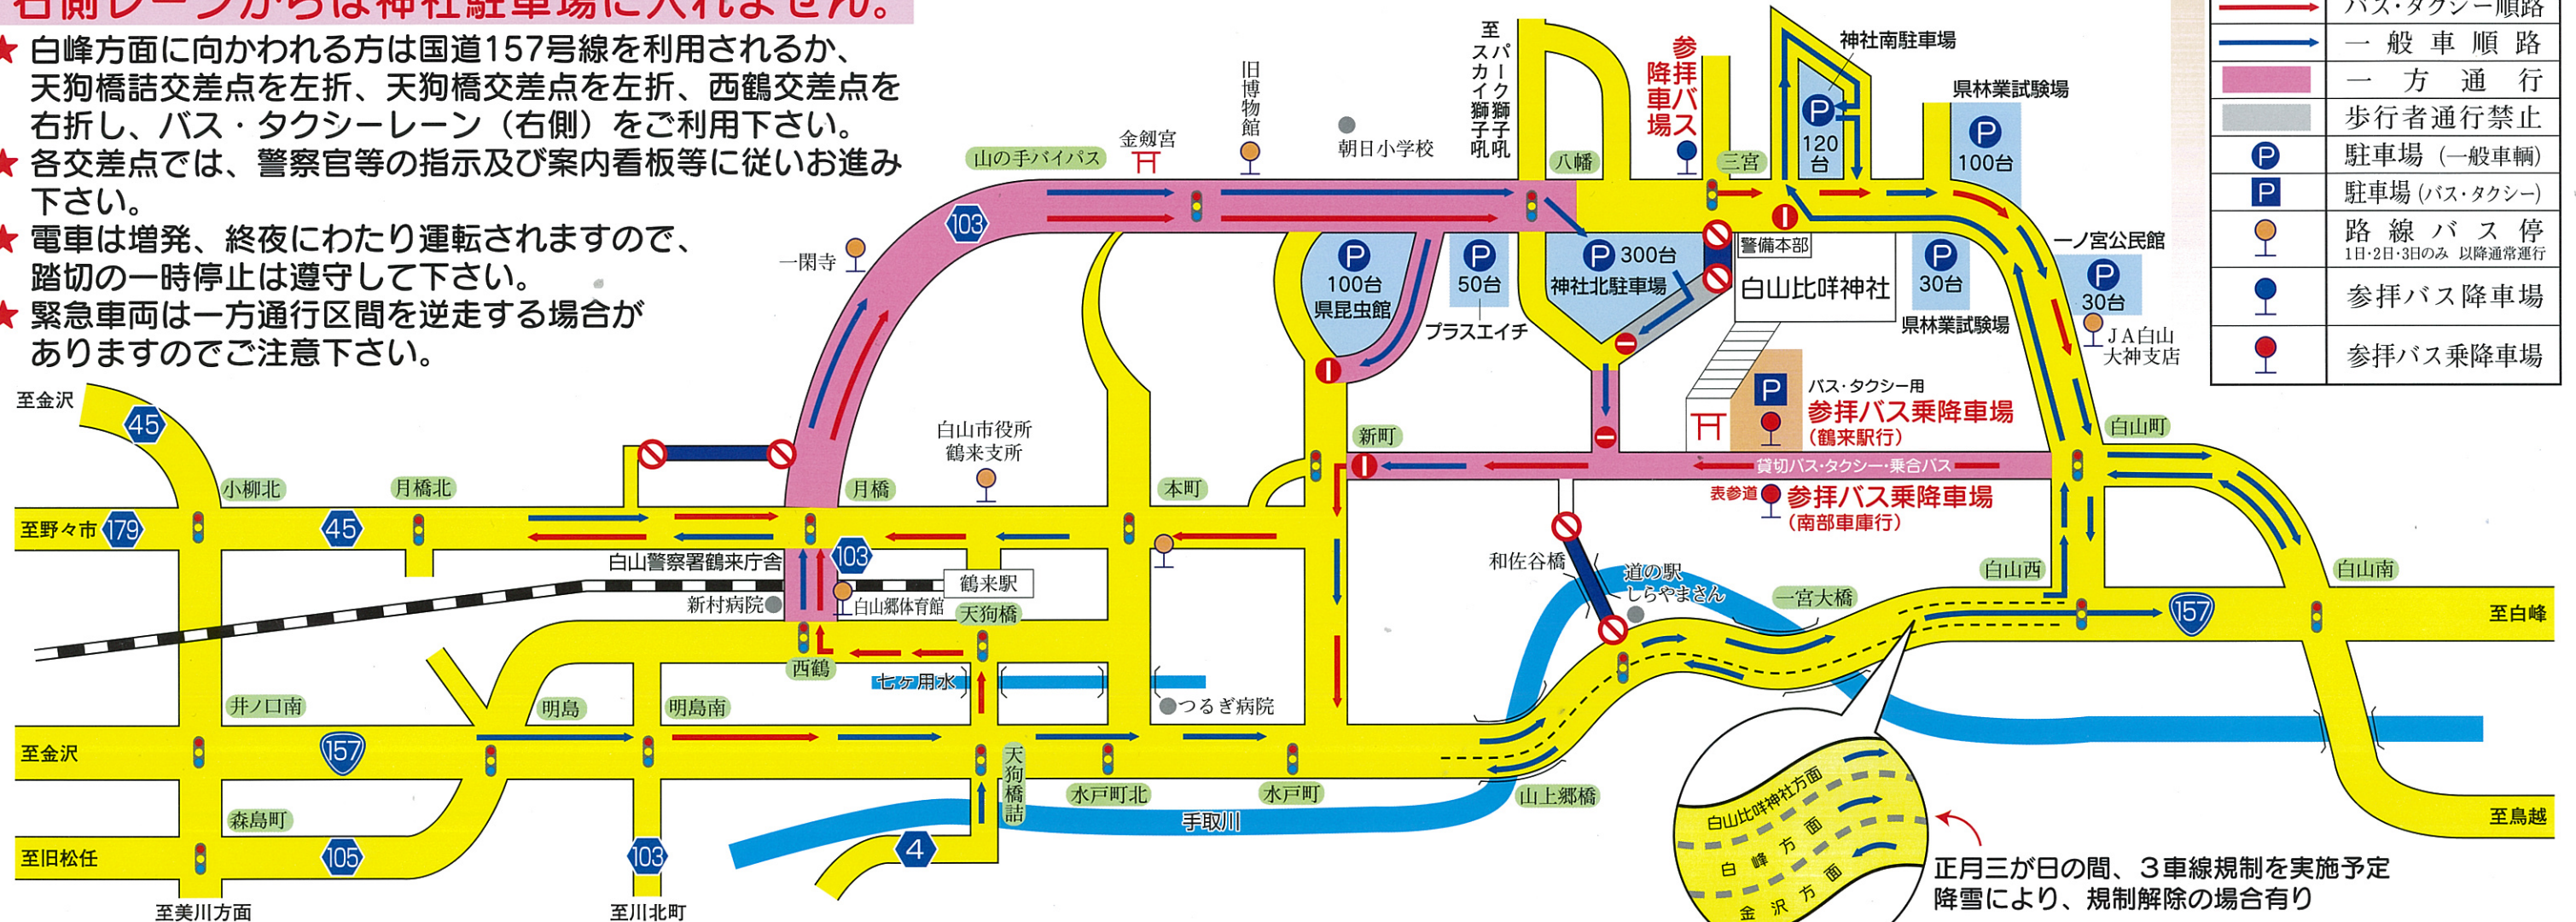 右側レーンからは神社駐車場に入れません。
★ 白峰方面に向かわれる方は国道157号線を利用されるか、
天狗橋詰交差点を左折、天狗橋交差点を左折、西鶴交差点を
右折し、バス・タクシーレーン（右側）をご利用下さい。
★ 各交差点では、警察官等の指示及び案内看板等に従いお進み
下さい。
★ 電車は増発、終夜にわたり運転されますので、
踏切の一時停止は遵守して下さい。
★ 緊急車両は一方通行区間を逆走する場合が
ありますのでご注意下さい。
バス・タクシー順路
一般車順路
一方通行
歩行者通行禁止
P 駐車場（一般車輌）
P 駐車場（バス・タクシー）
路線バス停
1日・2日・3日のみ 以降通常運行
参拝バス降車場
参拝バス乗降車場
至 パーク獅子吼
スカイ獅子吼
参拝バス
降車場
神社南駐車場
P
120
台
県林業試験場
P
100台
旧博物館
金剱宮
朝日小学校
山の手バイパス
八幡
三宮
103
一閑寺
P
100台
県昆虫館
P
50台
プラスエイチ
P 300台
神社北駐車場
警備本部
白山比咩神社
P
30台
県林業試験場
一ノ宮公民館
P
30台
JA白山
大神支店
P
バス・タクシー用
参拝バス乗降車場
(鶴来駅行)
新町
白山町
貸切バス・タクシー・乗合バス
表参道 参拝バス乗降車場
(南部車庫行)
至金沢
45
小柳北
月橋北
月橋
白山市役所
鶴来支所
本町
至野々市 179
45
白山警察署鶴来庁舎
103
鶴来駅
新村病院
白山郷体育館
天狗橋
西鶴
七ヶ用水
つるぎ病院
和佐谷橋
道の駅
しらやまさん
一宮大橋
白山西
白山南
157
至白峰
井ノ口南
明島
明島南
至金沢
157
天狗橋詰
水戸町北
水戸町
山上郷橋
手取川
森島町
至旧松任
105
103
4
至美川方面
至川北町
至鳥越
白山比咩神社方面
白峰方面
金沢方面
正月三が日の間、3車線規制を実施予定
降雪により、規制解除の場合有り